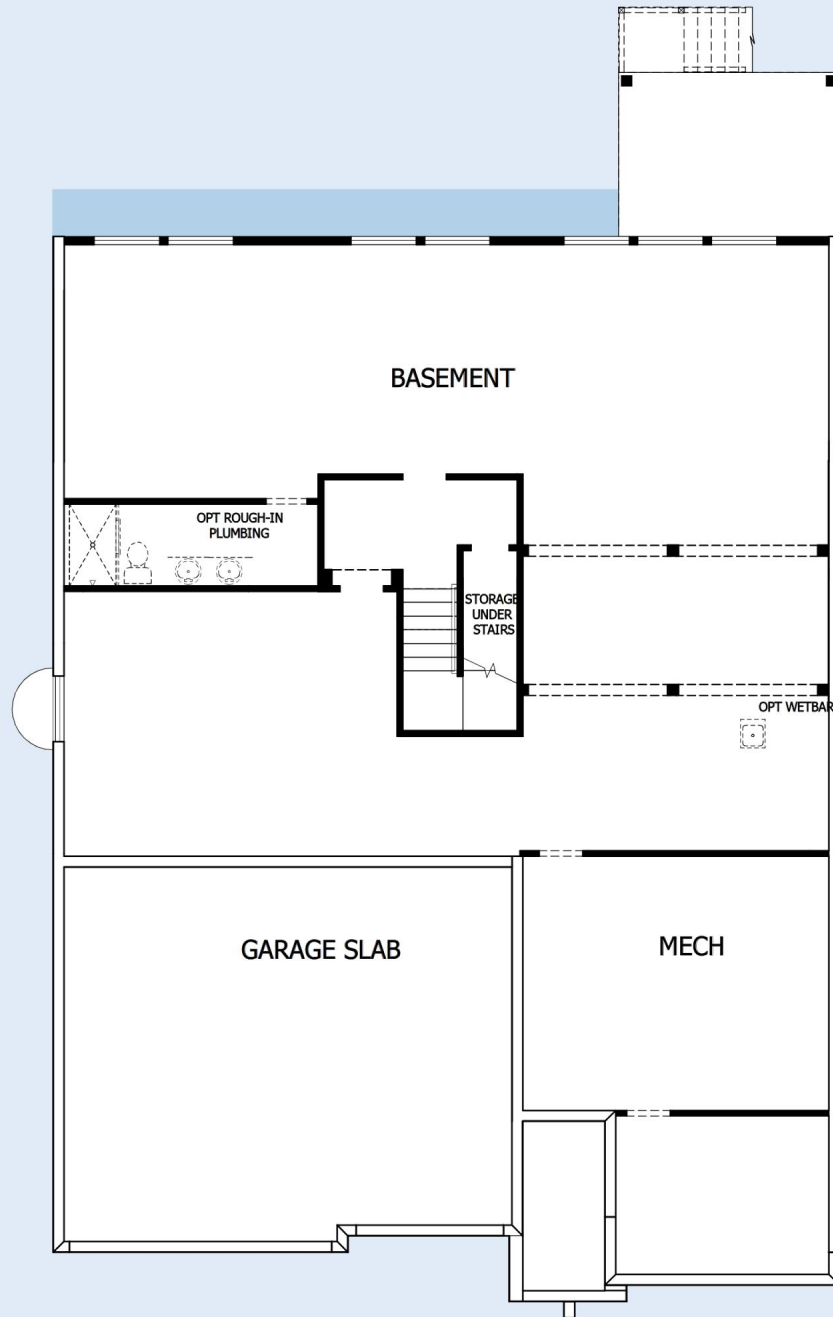 BASEMENT
OPT ROUGH-IN
PLUMBING
STORAGE
UNDER
STAIRS
OPT WETBAR
GARAGE SLAB
MECH